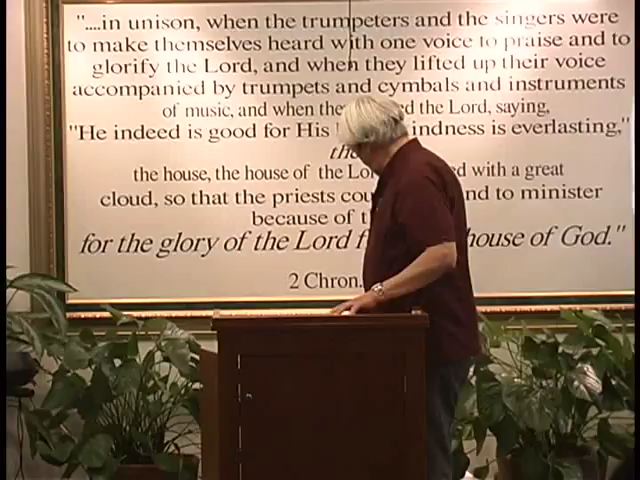 "....in unison, when the trumpeters and the singers were
to make themselves heard with one voice to praise and to
glorify the Lord, and when they lifted up their voice
accompanied by trumpets and cymbals and instruments
of music, and when they ed the Lord, saying,
"He indeed is good for His indness is everlasting,"
the
the house, the house of the Lo d with a great
cloud, so that the priests cou nd to minister
because of t
for the glory of the Lord f house of God."
2 Chron.